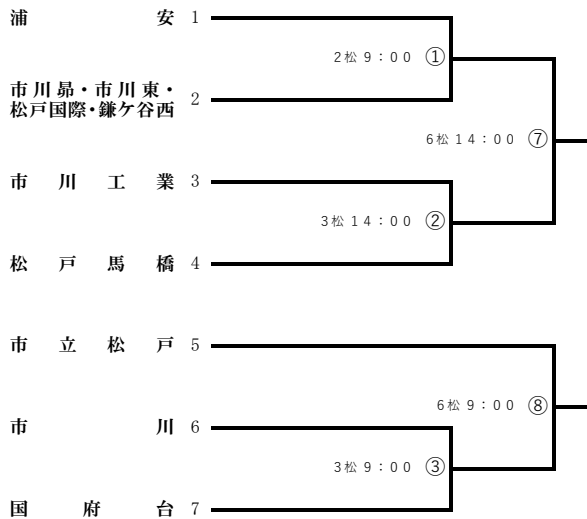 浦安 1
2松 9：00 ①
市川昴・市川東・
松戸国際・鎌ケ谷西 2
6松 14：00 ⑦
市川工業 3
3松 14：00 ②
松戸馬橋 4
市立松戸 5
6松 9：00 ⑧
市川 6
3松 9：00 ③
国府台 7